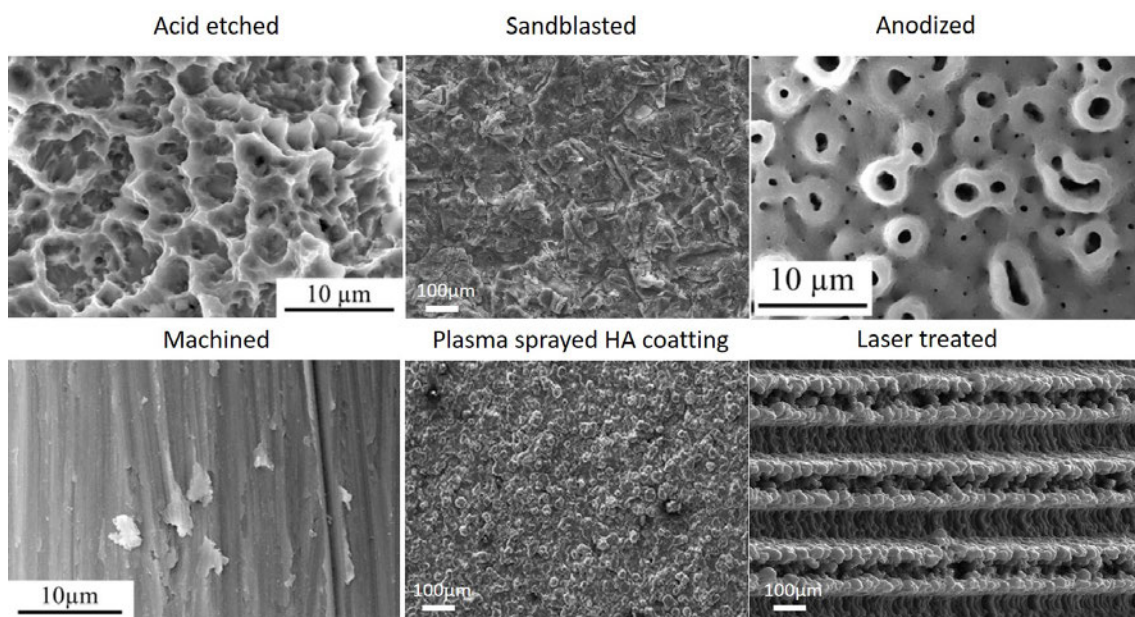 Acid etched
Sandblasted
Anodized
10 µm
100µm
10 µm
Machined
Plasma sprayed HA coatting
Laser treated
10µm
100µm
100µm